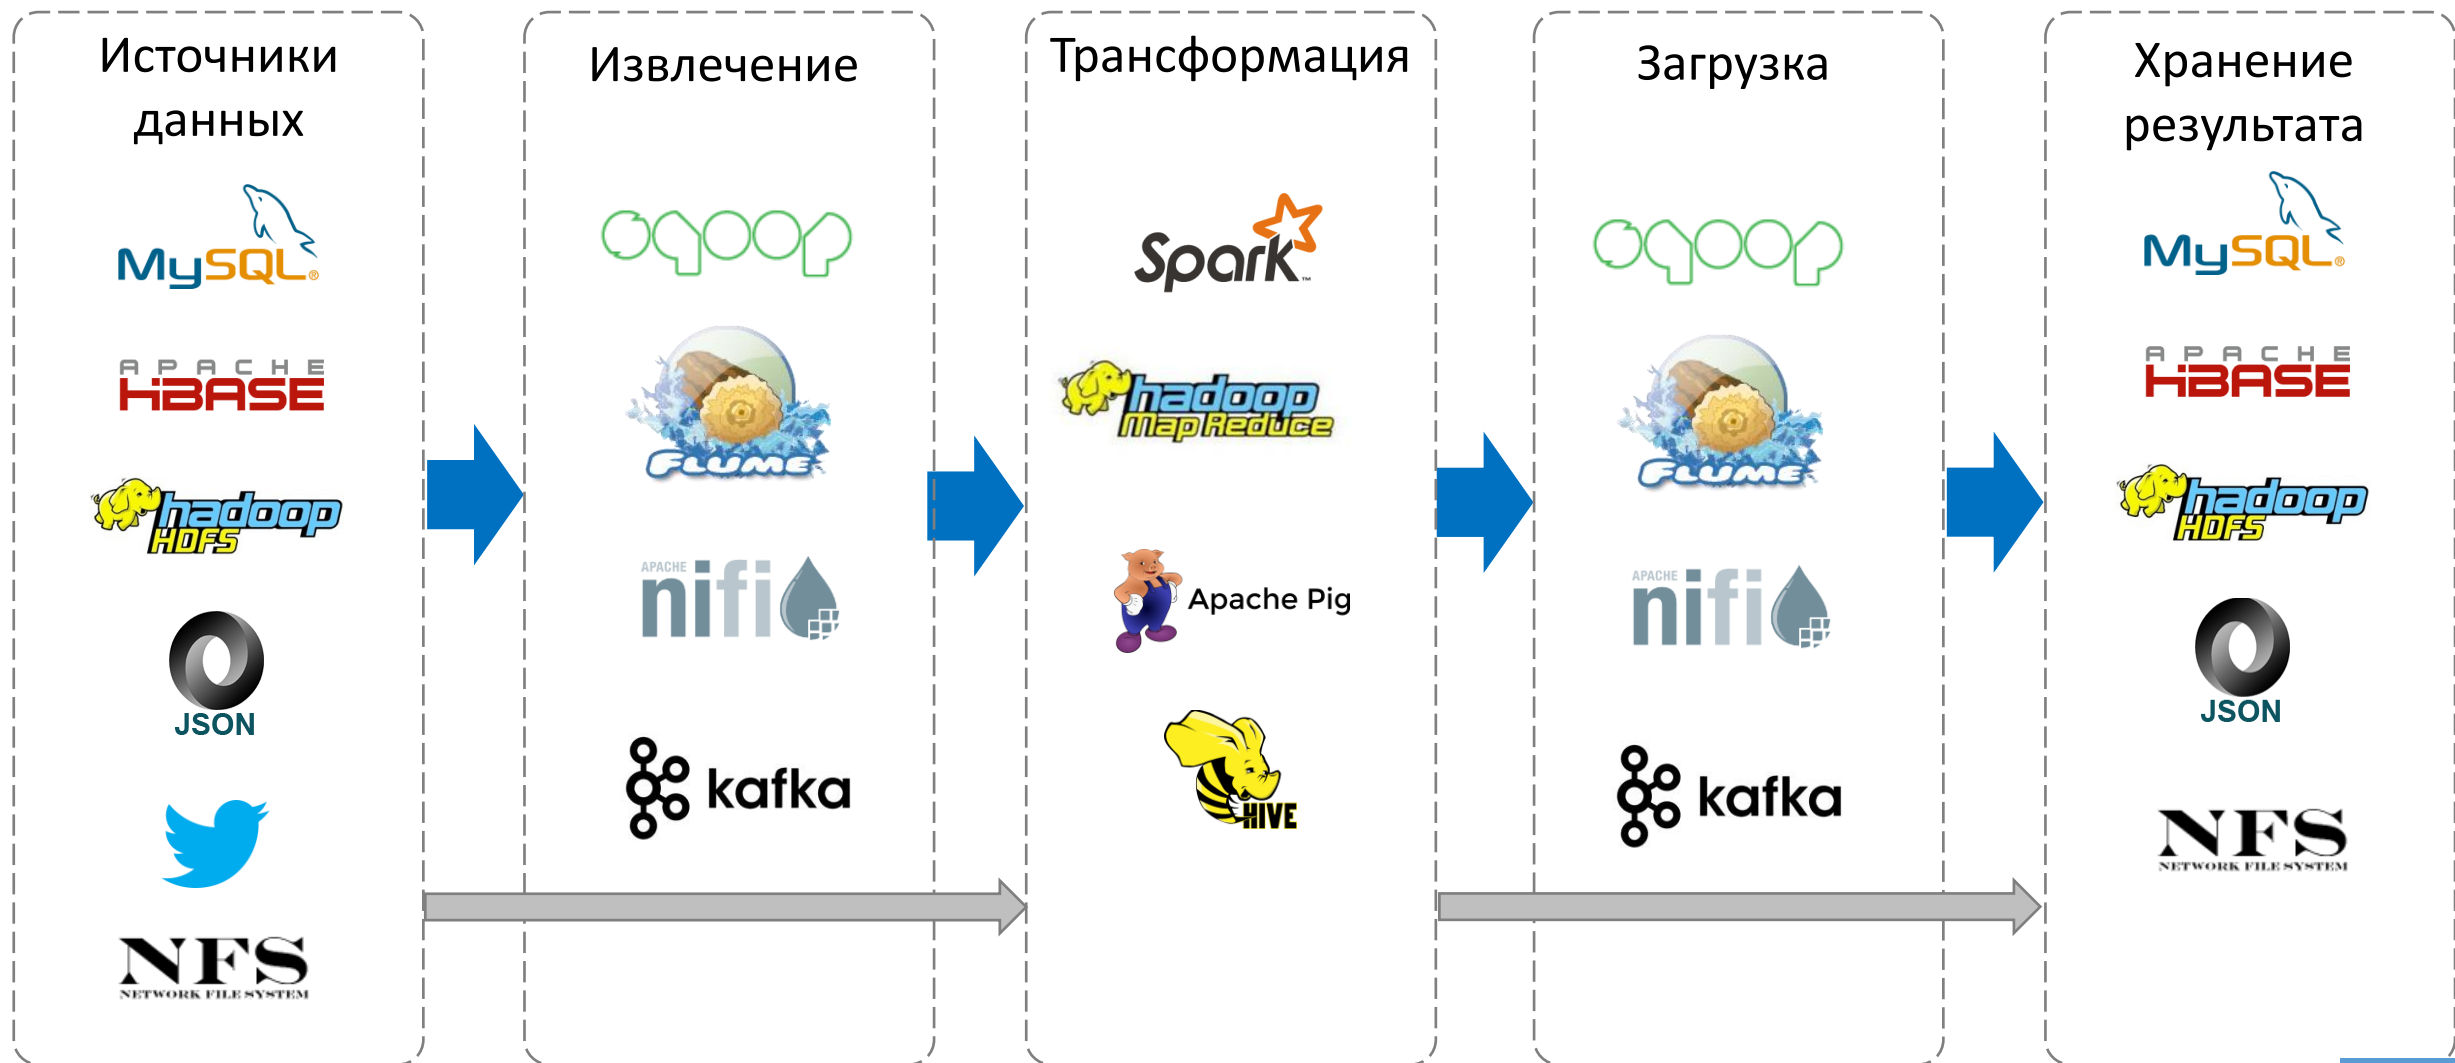 Источники
данных
MySQL®
APACHE
HBASE
hadoop
HDFS
JSON
NFS
NETWORK FILE SYSTEM
Извлечение
sqoop
FLUME
APACHE
nifi
kafka
Трансформация
Spark™
hadoop
Map Reduce
Apache Pig
HIVE
Загрузка
sqoop
FLUME
APACHE
nifi
kafka
Хранение
результата
MySQL®
APACHE
HBASE
hadoop
HDFS
JSON
NFS
NETWORK FILE SYSTEM